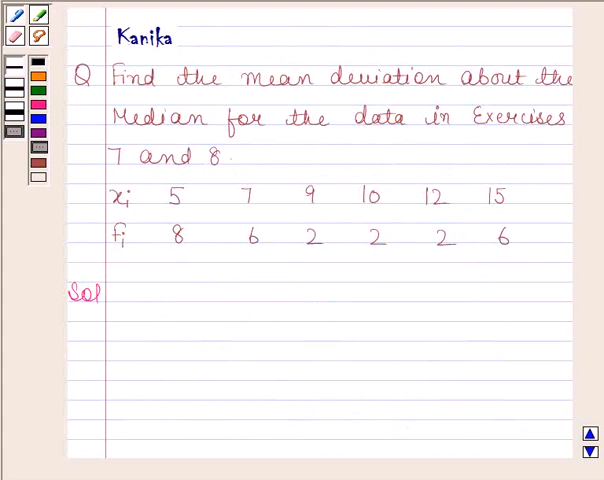 Kanika
Q Find the mean deviation about the
Median for the data in Exercises
7 and 8.
xi 5 7 9 10 12 15
fi 8 6 2 2 2 6
Sol